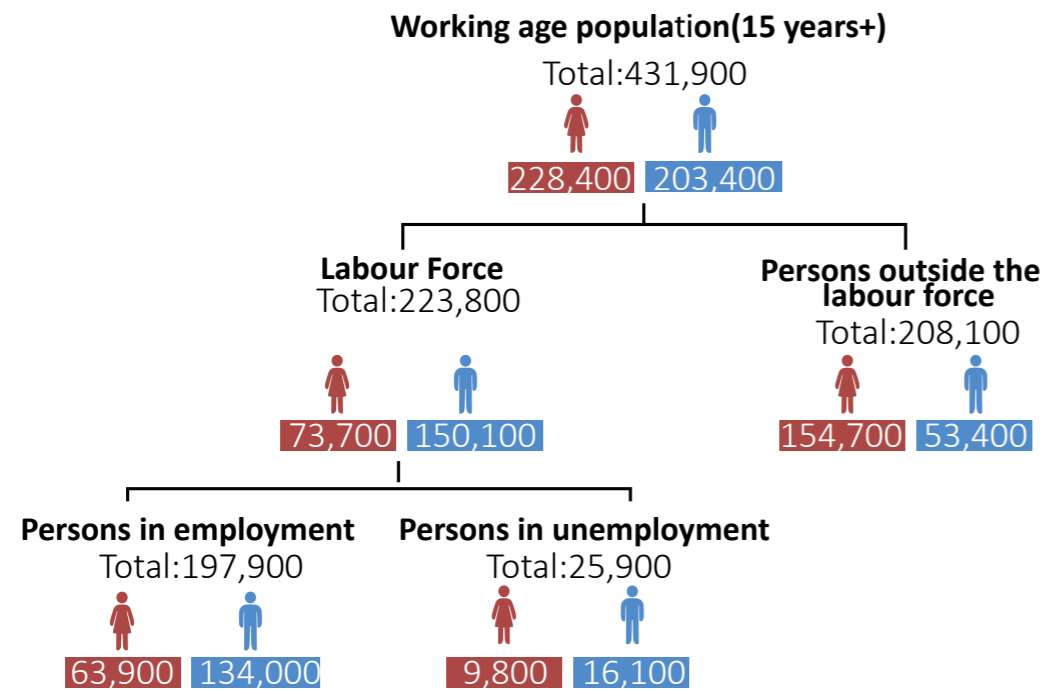 Working age population(15 years+)
Total:431,900
228,400 203,400
Labour Force
Total:223,800
73,700 150,100
Persons outside the
labour force
Total:208,100
154,700 53,400
Persons in employment
Total:197,900
63,900 134,000
Persons in unemployment
Total:25,900
9,800 16,100